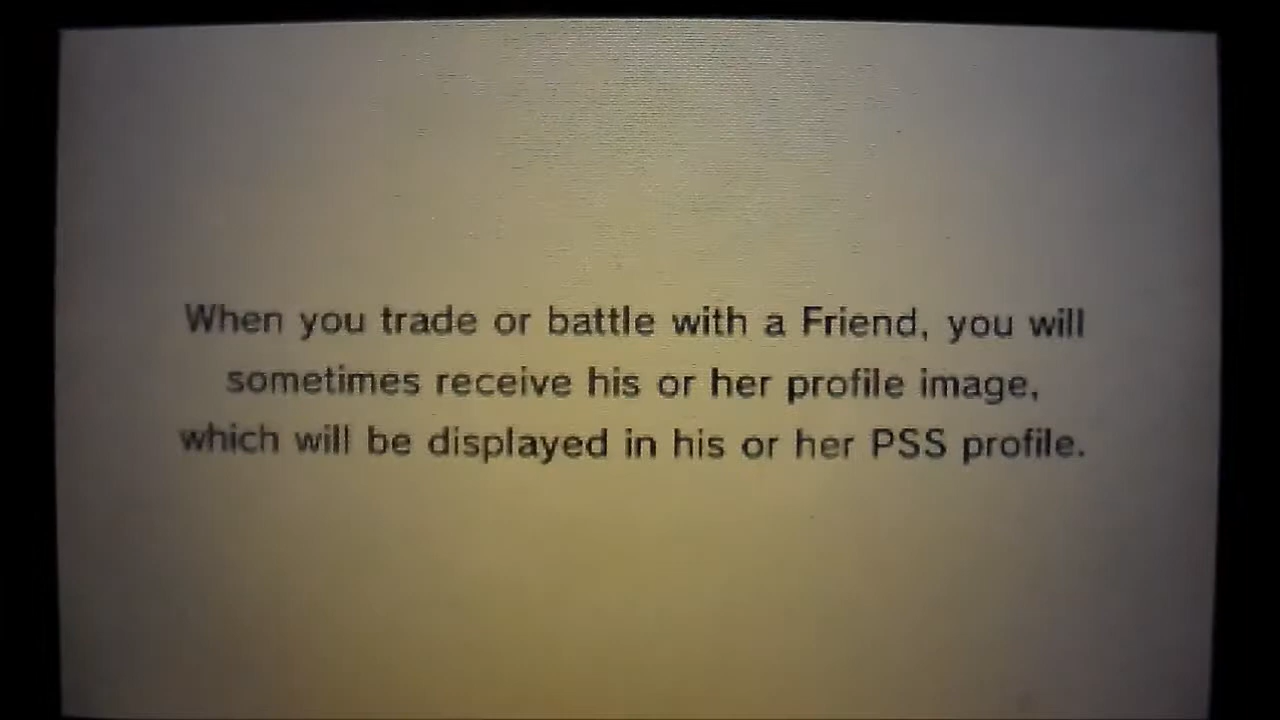 When you trade or battle with a Friend, you will
sometimes receive his or her profile image,
which will be displayed in his or her PSS profile.